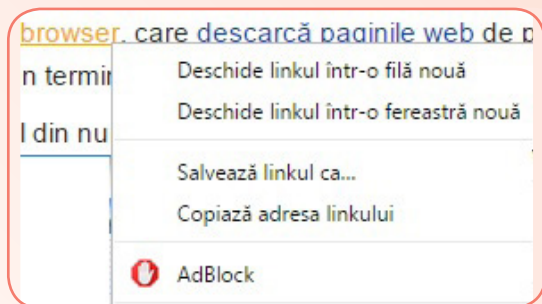 browser, care descarcă paginile web de p
n termi
Deschide linkul într-o filă nouă
Deschide linkul într-o fereastră nouă
l din nu
Salvează linkul ca...
Copiază adresa linkului
AdBlock